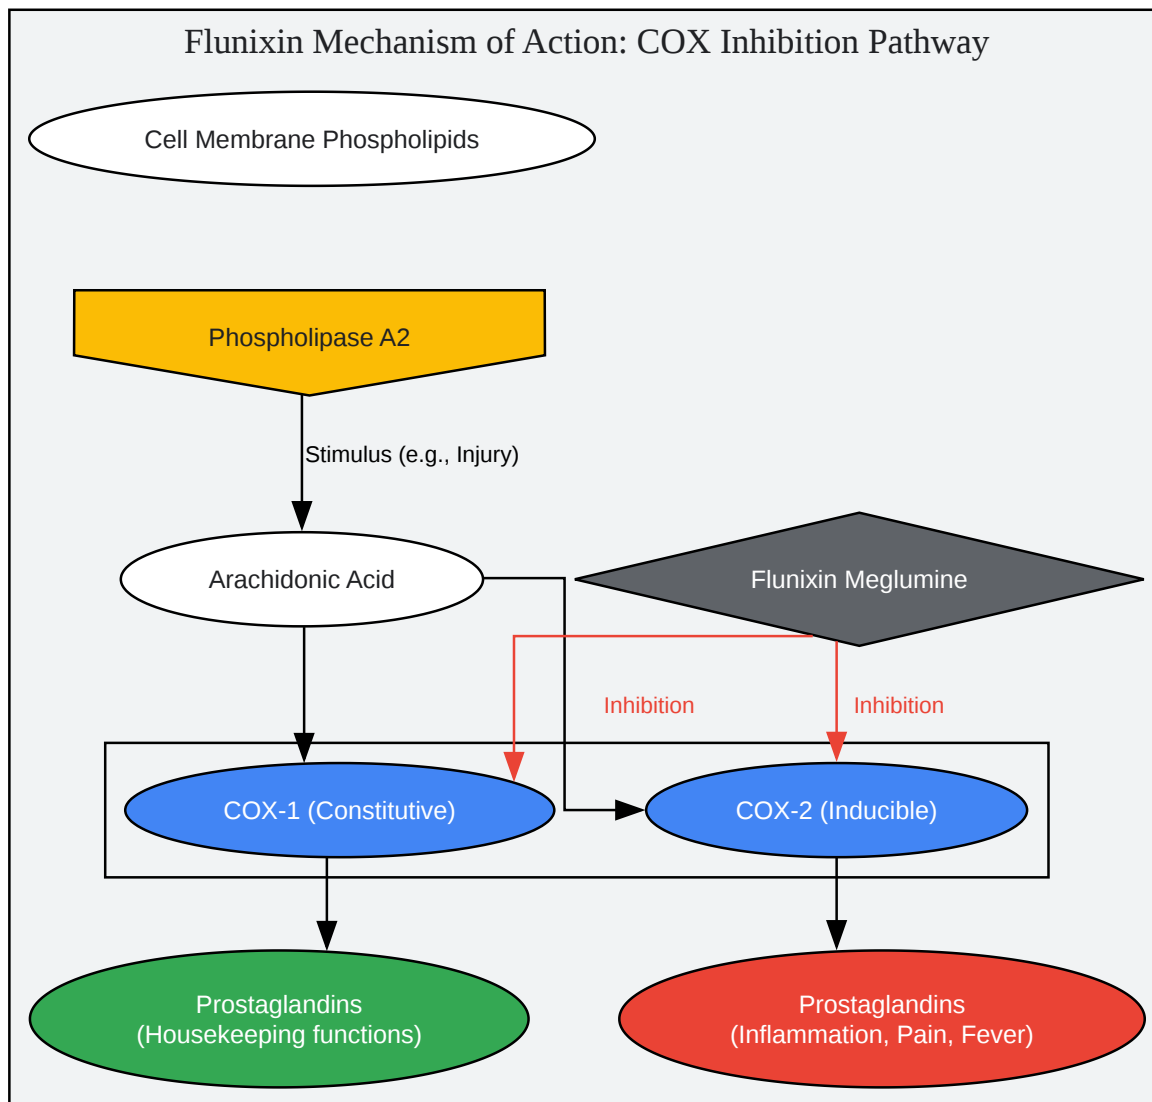 Flunixin Mechanism of Action: COX Inhibition Pathway
Cell Membrane Phospholipids
Phospholipase A2
Stimulus (e.g., Injury)
Arachidonic Acid
Flunixin Meglumine
Inhibition
Inhibition
COX-1 (Constitutive)
COX-2 (Inducible)
Prostaglandins
(Housekeeping functions)
Prostaglandins
(Inflammation, Pain, Fever)